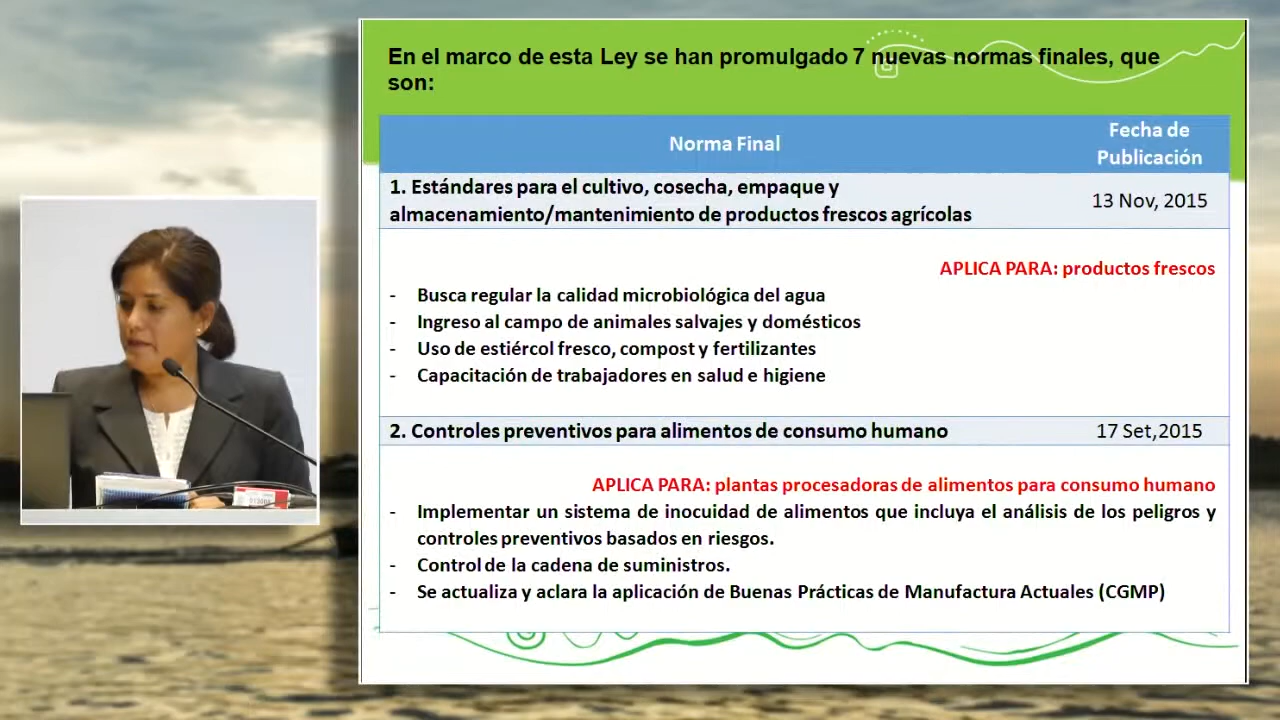 En el marco de esta Ley se han promulgado 7 nuevas normas finales, que
son:
Norma Final
Fecha de
Publicación
1. Estándares para el cultivo, cosecha, empaque y
almacenamiento/mantenimiento de productos frescos agrícolas
13 Nov, 2015
APLICA PARA: productos frescos
- Busca regular la calidad microbiológica del agua
- Ingreso al campo de animales salvajes y domésticos
- Uso de estiércol fresco, compost y fertilizantes
- Capacitación de trabajadores en salud e higiene
2. Controles preventivos para alimentos de consumo humano
17 Set,2015
APLICA PARA: plantas procesadoras de alimentos para consumo humano
- Implementar un sistema de inocuidad de alimentos que incluya el análisis de los peligros y
controles preventivos basados en riesgos.
- Control de la cadena de suministros.
- Se actualiza y aclara la aplicación de Buenas Prácticas de Manufactura Actuales (CGMP)